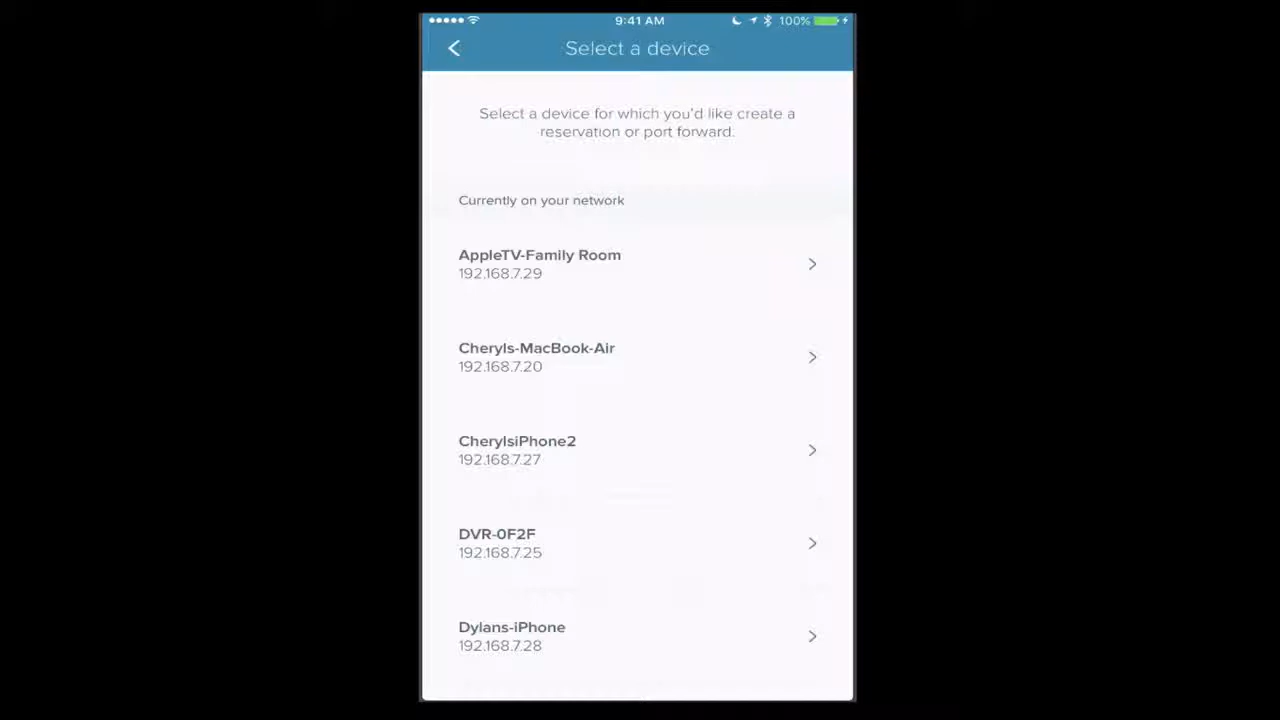 9:41 AM 100%
Select a device
Select a device for which you'd like create a
reservation or port forward.
Currently on your network
AppleTV-Family Room
192.168.7.29
Cheryls-MacBook-Air
192.168.7.20
CherylsiPhone2
192.168.7.27
DVR-0F2F
192.168.7.25
Dylans-iPhone
192.168.7.28